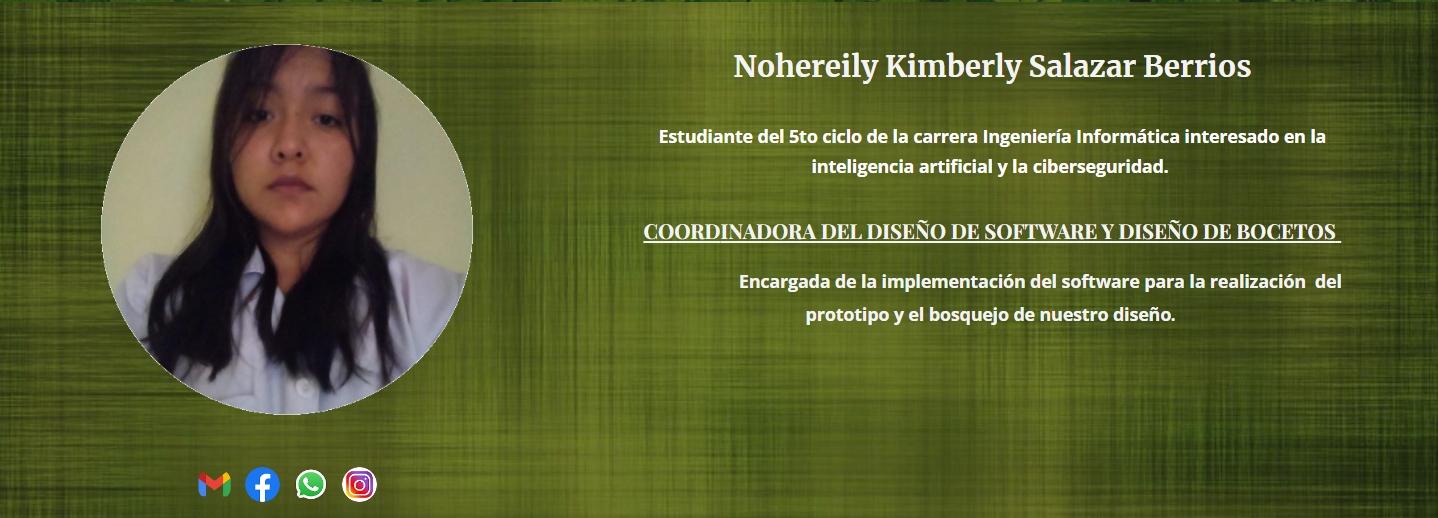 Nohereily Kimberly Salazar Berrios
Estudiante del 5to ciclo de la carrera Ingeniería Informática interesado en la
inteligencia artificial y la ciberseguridad.
COORDINADORA DEL DISEÑO DE SOFTWARE Y DISEÑO DE BOCETOS
Encargada de la implementación del software para la realización del
prototipo y el bosquejo de nuestro diseño.